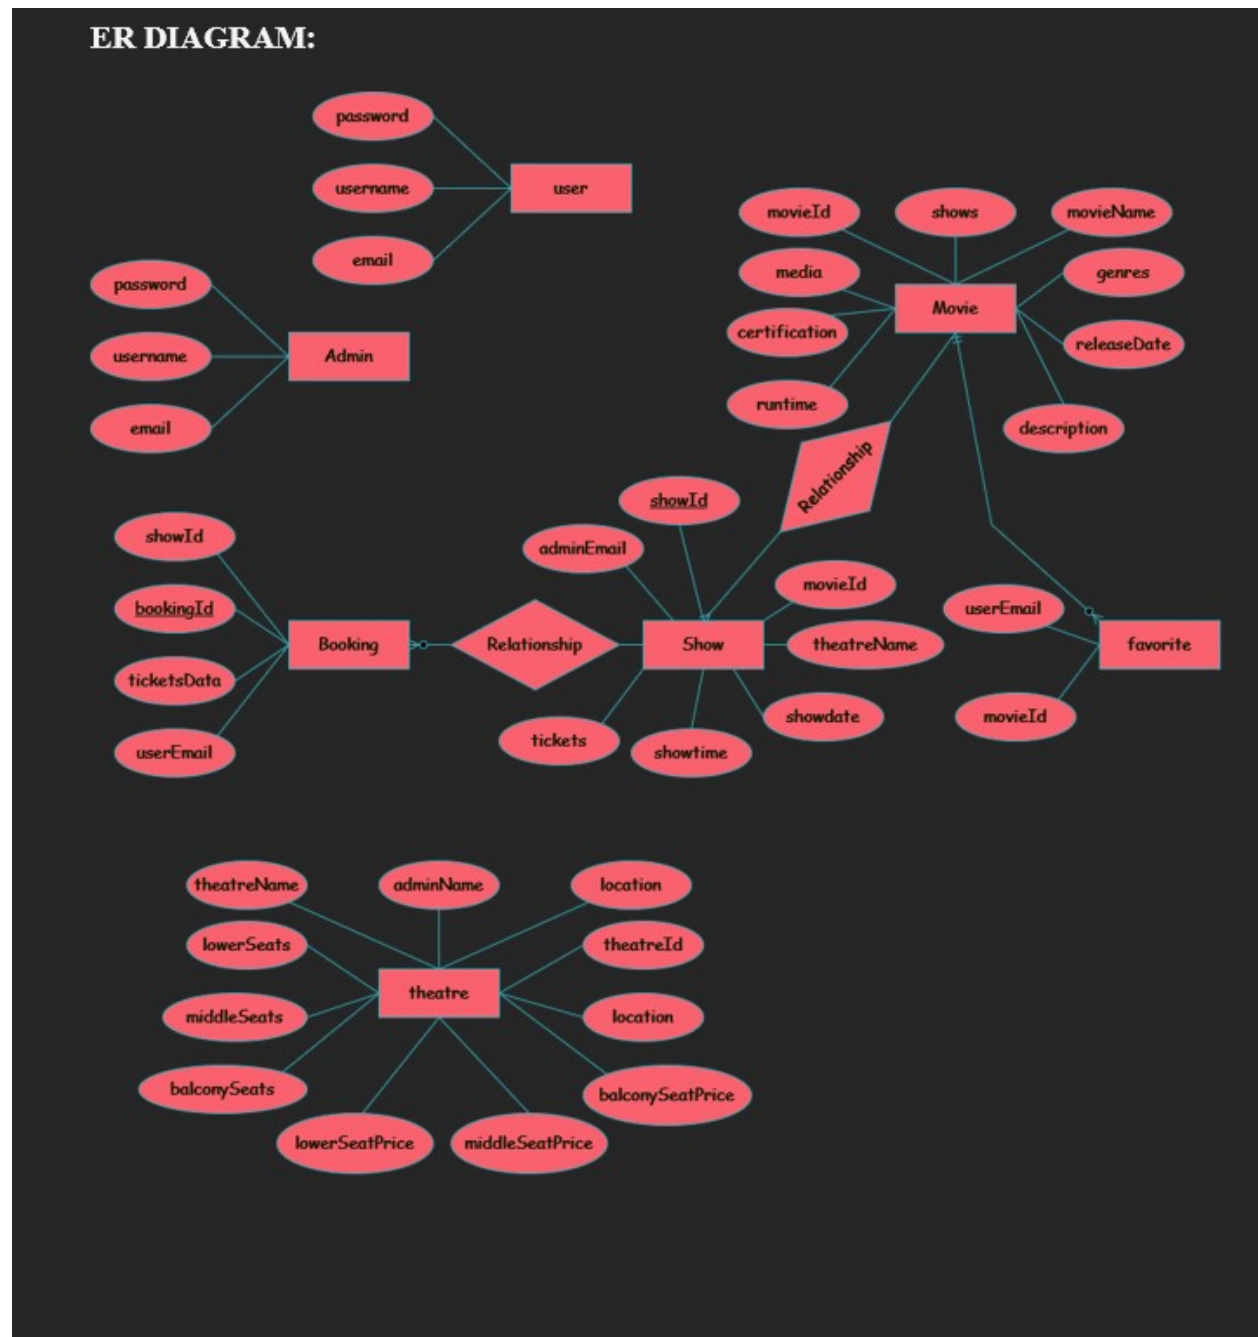 ER DIAGRAM:
password
username
user
email
movieId
shows
movieName
media
genres
Movie
certification
releaseDate
runtime
description
password
username
Admin
email
Relationship
showId
adminEmail
showId
bookingId
ticketsData
userEmail
Booking
Relationship
Show
movieId
theatreName
showdate
tickets
showtime
userEmail
favorite
movieId
theatreName
adminName
location
lowerSeats
theatreId
theatre
middleSeats
location
balconySeats
balconySeatPrice
lowerSeatPrice
middleSeatPrice